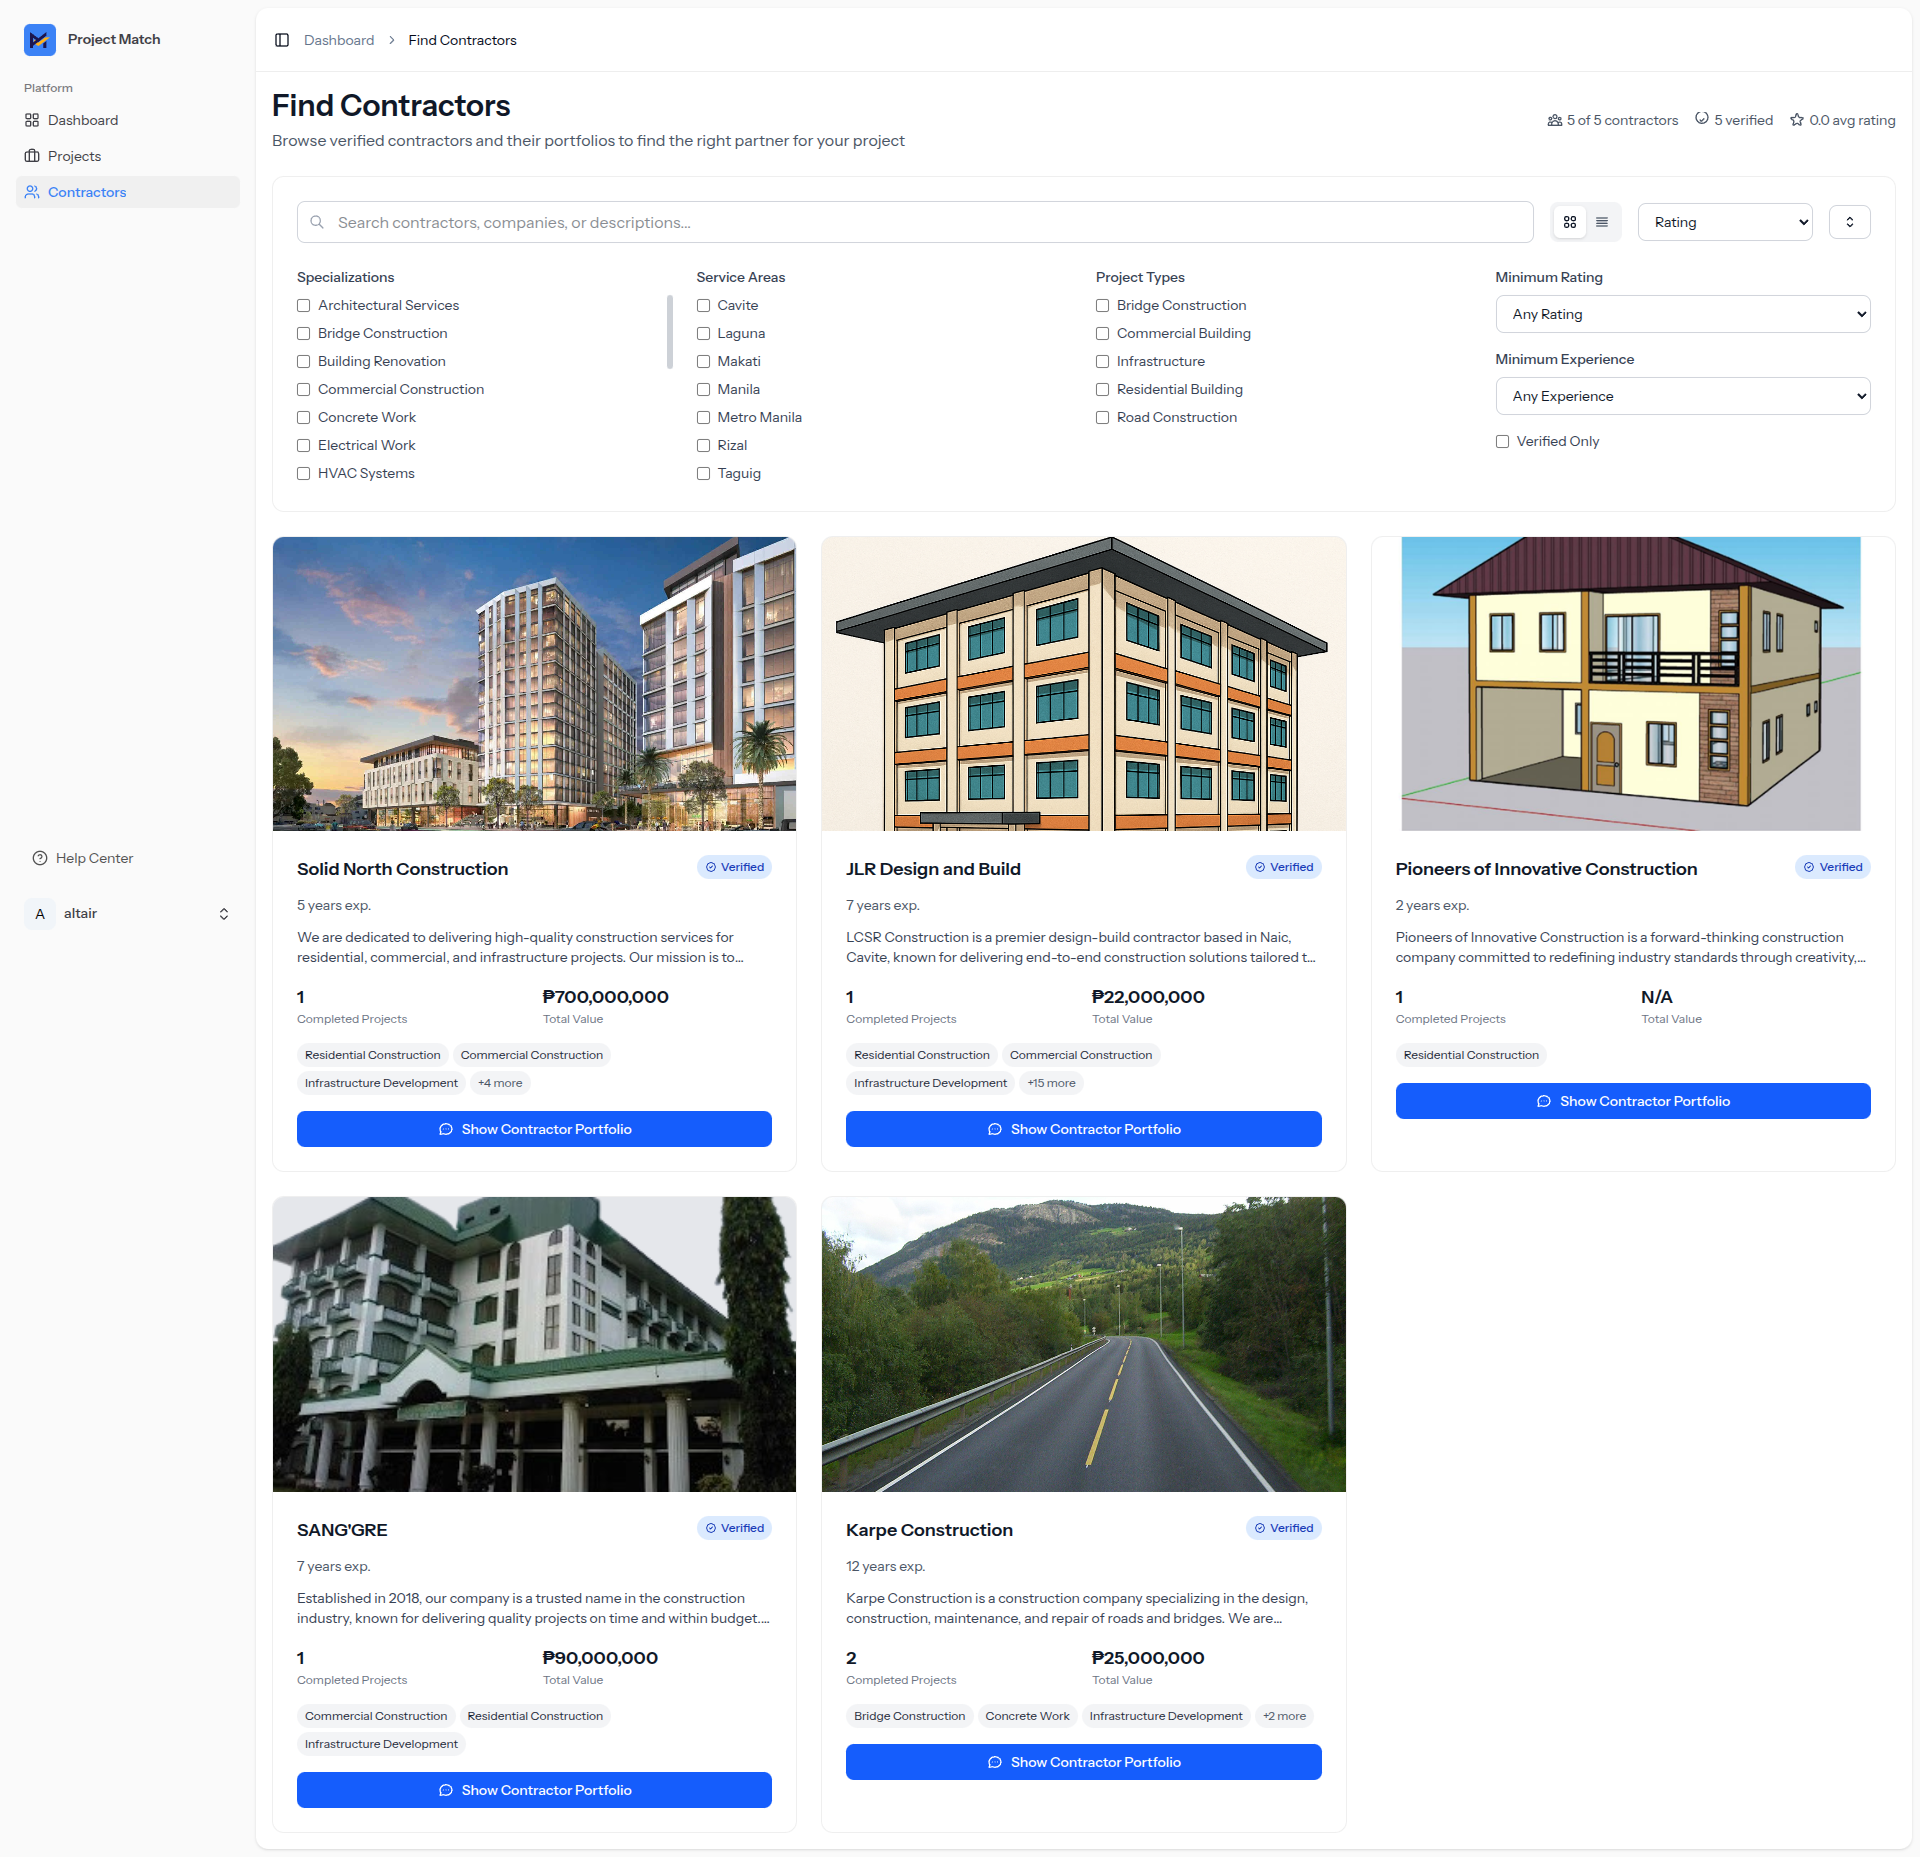 Project Match
Platform
Dashboard
Projects
Contractors
Help Center
A
altair
Dashboard
Find Contractors
Find Contractors
Browse verified contractors and their portfolios to find the right partner for your project
5 of 5 contractors
5 verified
0.0 avg rating
Search contractors, companies, or descriptions...
Rating
Specializations
Architectural Services
Bridge Construction
Building Renovation
Commercial Construction
Concrete Work
Electrical Work
HVAC Systems
Service Areas
Cavite
Laguna
Makati
Manila
Metro Manila
Rizal
Taguig
Project Types
Bridge Construction
Commercial Building
Infrastructure
Residential Building
Road Construction
Minimum Rating
Any Rating
Minimum Experience
Any Experience
Verified Only
Solid North Construction
Verified
5 years exp.
We are dedicated to delivering high-quality construction services for
residential, commercial, and infrastructure projects. Our mission is to...
1
Completed Projects
₱700,000,000
Total Value
Residential Construction
Commercial Construction
Infrastructure Development
+4 more
Show Contractor Portfolio
JLR Design and Build
Verified
7 years exp.
LCSR Construction is a premier design-build contractor based in Naic,
Cavite, known for delivering end-to-end construction solutions tailored t...
1
Completed Projects
₱22,000,000
Total Value
Residential Construction
Commercial Construction
Infrastructure Development
+15 more
Show Contractor Portfolio
Pioneers of Innovative Construction
Verified
2 years exp.
Pioneers of Innovative Construction is a forward-thinking construction
company committed to redefining industry standards through creativity,...
1
Completed Projects
N/A
Total Value
Residential Construction
Show Contractor Portfolio
SANG'GRE
Verified
7 years exp.
Established in 2018, our company is a trusted name in the construction
industry, known for delivering quality projects on time and within budget....
1
Completed Projects
₱90,000,000
Total Value
Commercial Construction
Residential Construction
Infrastructure Development
Show Contractor Portfolio
Karpe Construction
Verified
12 years exp.
Karpe Construction is a construction company specializing in the design,
construction, maintenance, and repair of roads and bridges. We are...
2
Completed Projects
₱25,000,000
Total Value
Bridge Construction
Concrete Work
Infrastructure Development
+2 more
Show Contractor Portfolio